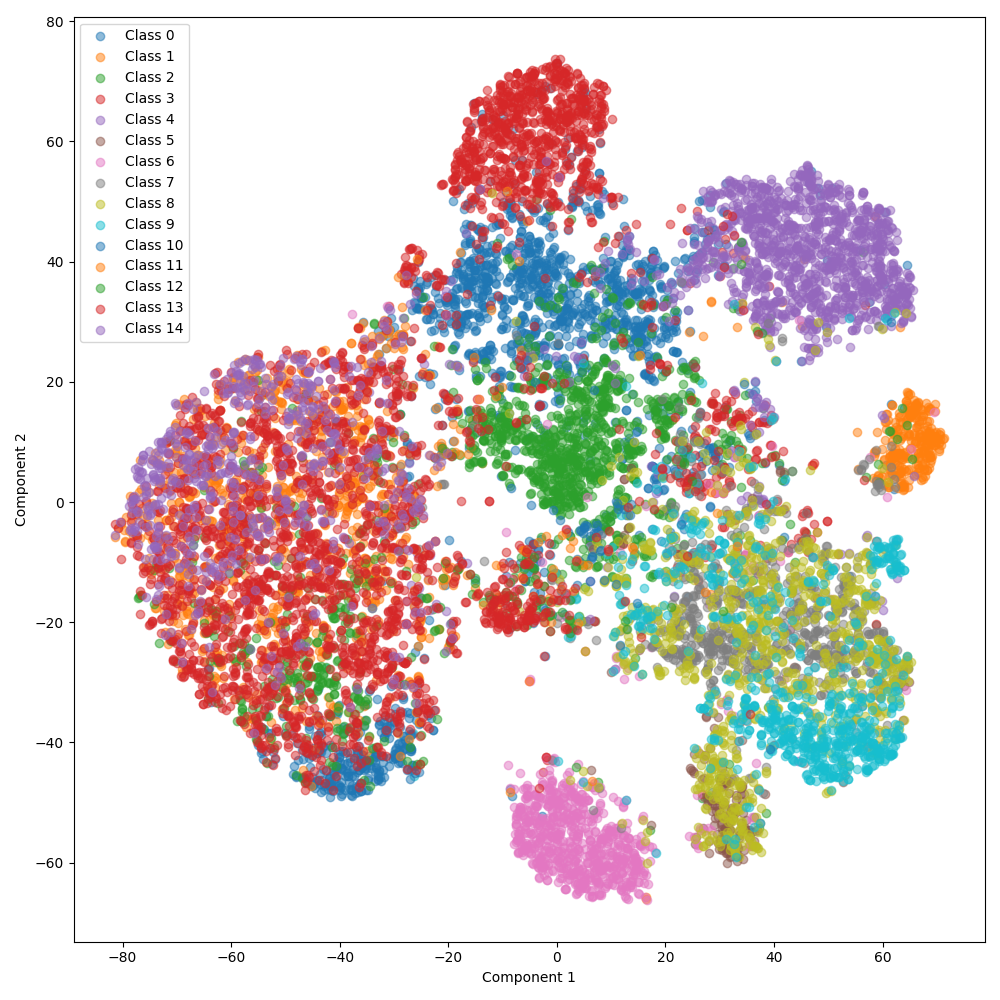 Class 0
Class 1
Class 2
Class 3
Class 4
Class 5
Class 6
Class 7
Class 8
Class 9
Class 10
Class 11
Class 12
Class 13
Class 14
80
60
40
20
0
−20
−40
−60
Component 2
−80 −60 −40 −20 0 20 40 60
Component 1